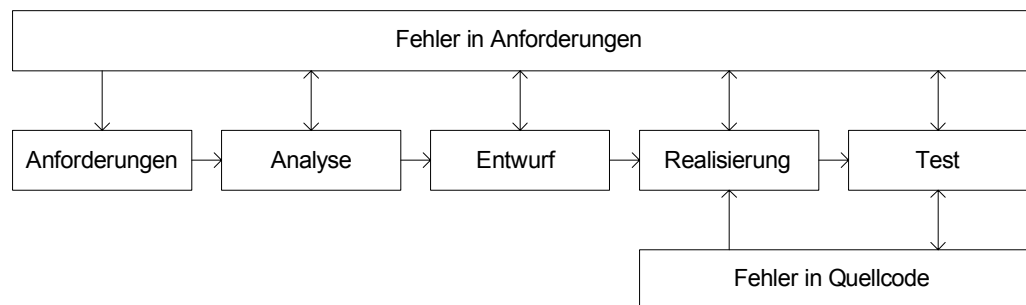 Fehler in Anforderungen
Anforderungen
Analyse
Entwurf
Realisierung
Test
Fehler in Quellcode